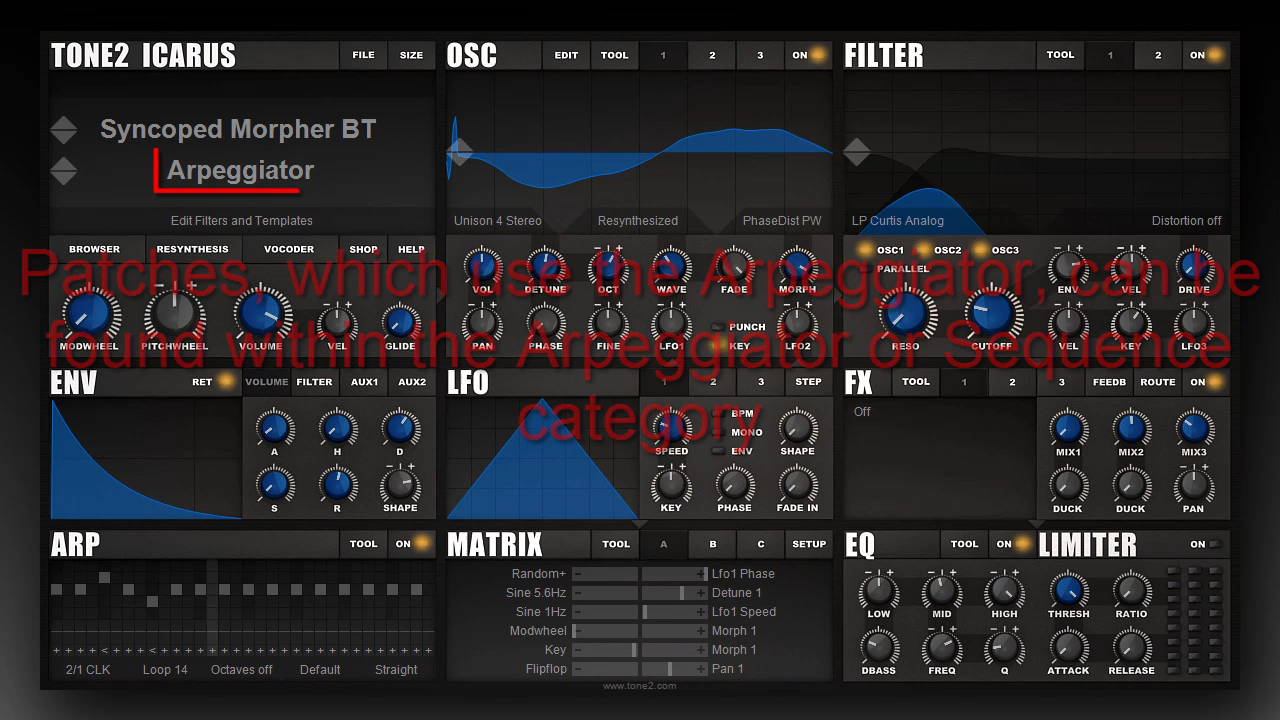 TONE2 ICARUS FILE SIZE
Syncoped Morpher BT
Arpeggiator
Edit Filters and Templates
BROWSER RESYNTHESIS VOCODER SHOP HELP
MODWHEEL PITCHWHEEL VOLUME VEL GLIDE
OSC EDIT TOOL 1 2 3 ON
Unison 4 Stereo Resynthesized PhaseDist PW
VOL DETUNE OCT WAVE FADE MORPH
PAN PHASE FINE LFO1 PUNCH KEY LFO2
FILTER TOOL 1 2 ON
LP Curtis Analog Distortion off
OSC1 OSC2 OSC3
PARALLEL ENV VEL DRIVE
RESO CUTOFF VEL KEY LFO3
Patches, which use the Arpeggiator, can be
found within the Arpeggiator or Sequence
category
ENV RET VOLUME FILTER AUX1 AUX2
A H D
S R SHAPE
LFO 1 2 3 STEP
BPM
MONO
SPEED ENV SHAPE
KEY PHASE FADE IN
FX TOOL 1 2 3 FEEDB ROUTE ON
Off
MIX1 MIX2 MIX3
DUCK DUCK PAN
ARP TOOL ON
2/1 CLK Loop 14 Octaves off Default Straight
MATRIX TOOL A B C SETUP
Random+ - + Lfo1 Phase
Sine 5.6Hz - + Detune 1
Sine 1Hz - + Lfo1 Speed
Modwheel - + Morph 1
Key - + Morph 1
Flipflop - + Pan 1
EQ TOOL ON LIMITER ON
LOW MID HIGH THRESH RATIO
DBASS FREQ Q ATTACK RELEASE
www.tone2.com